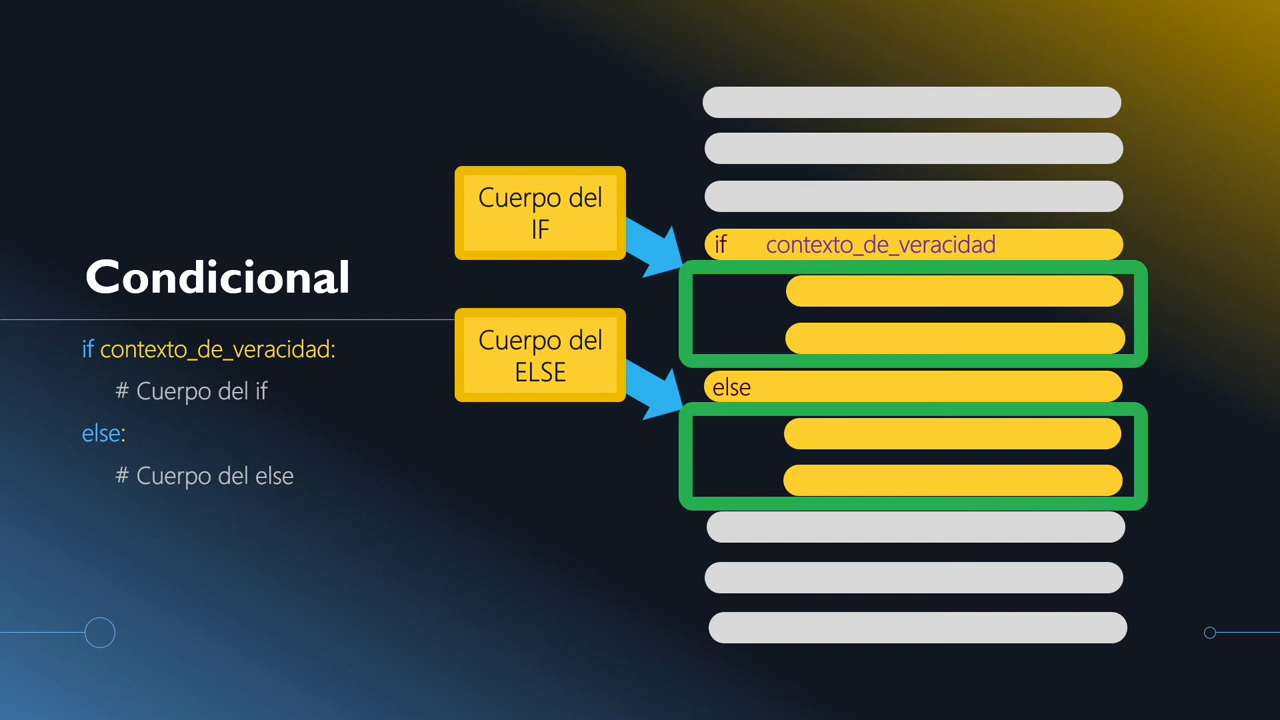 Condicional
if contexto_de_veracidad:
# Cuerpo del if
else:
# Cuerpo del else
Cuerpo del
IF
Cuerpo del
ELSE
if contexto_de_veracidad
else